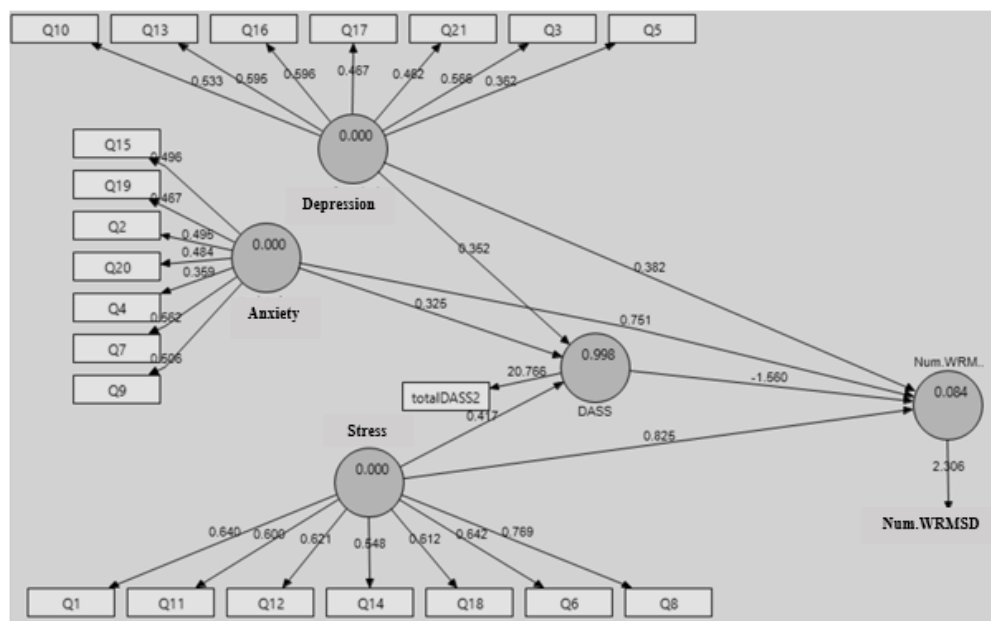 Q10 Q13 Q16 Q17 Q21 Q3 Q5
0.533 0.595 0.596 0.467 0.462 0.566 0.362
0.000
Depression
Q15
0.496
Q19
0.467
Q2
0.495
Q20
0.484
Q4
0.359
Q7
0.562
Q9
0.506
0.000
Anxiety
0.352
0.382
0.325
0.751
0.998
DASS
20.766
totalDASS2
0.417
-1.560
Num.WRM..
0.084
2.306
Num.WRMSD
Stress
0.000
0.825
0.640 0.600 0.621 0.548 0.612 0.642 0.769
Q1 Q11 Q12 Q14 Q18 Q6 Q8